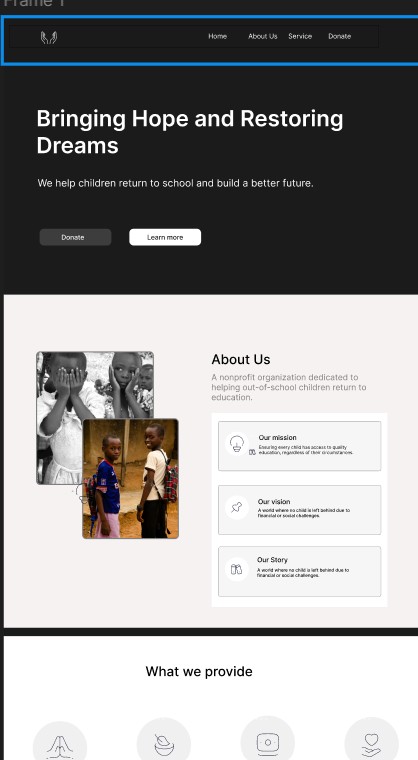 Frame 1
Home About Us Service Donate
Bringing Hope and Restoring
Dreams
We help children return to school and build a better future.
Donate Learn more
About Us
A nonprofit organization dedicated to
helping out-of-school children return to
education.
Our mission
Ensuring every child has access to quality
education, regardless of their circumstances.
Our vision
A world where no child is left behind due to
financial or social challenges.
Our Story
A world where no child is left behind due to
financial or social challenges.
What we provide